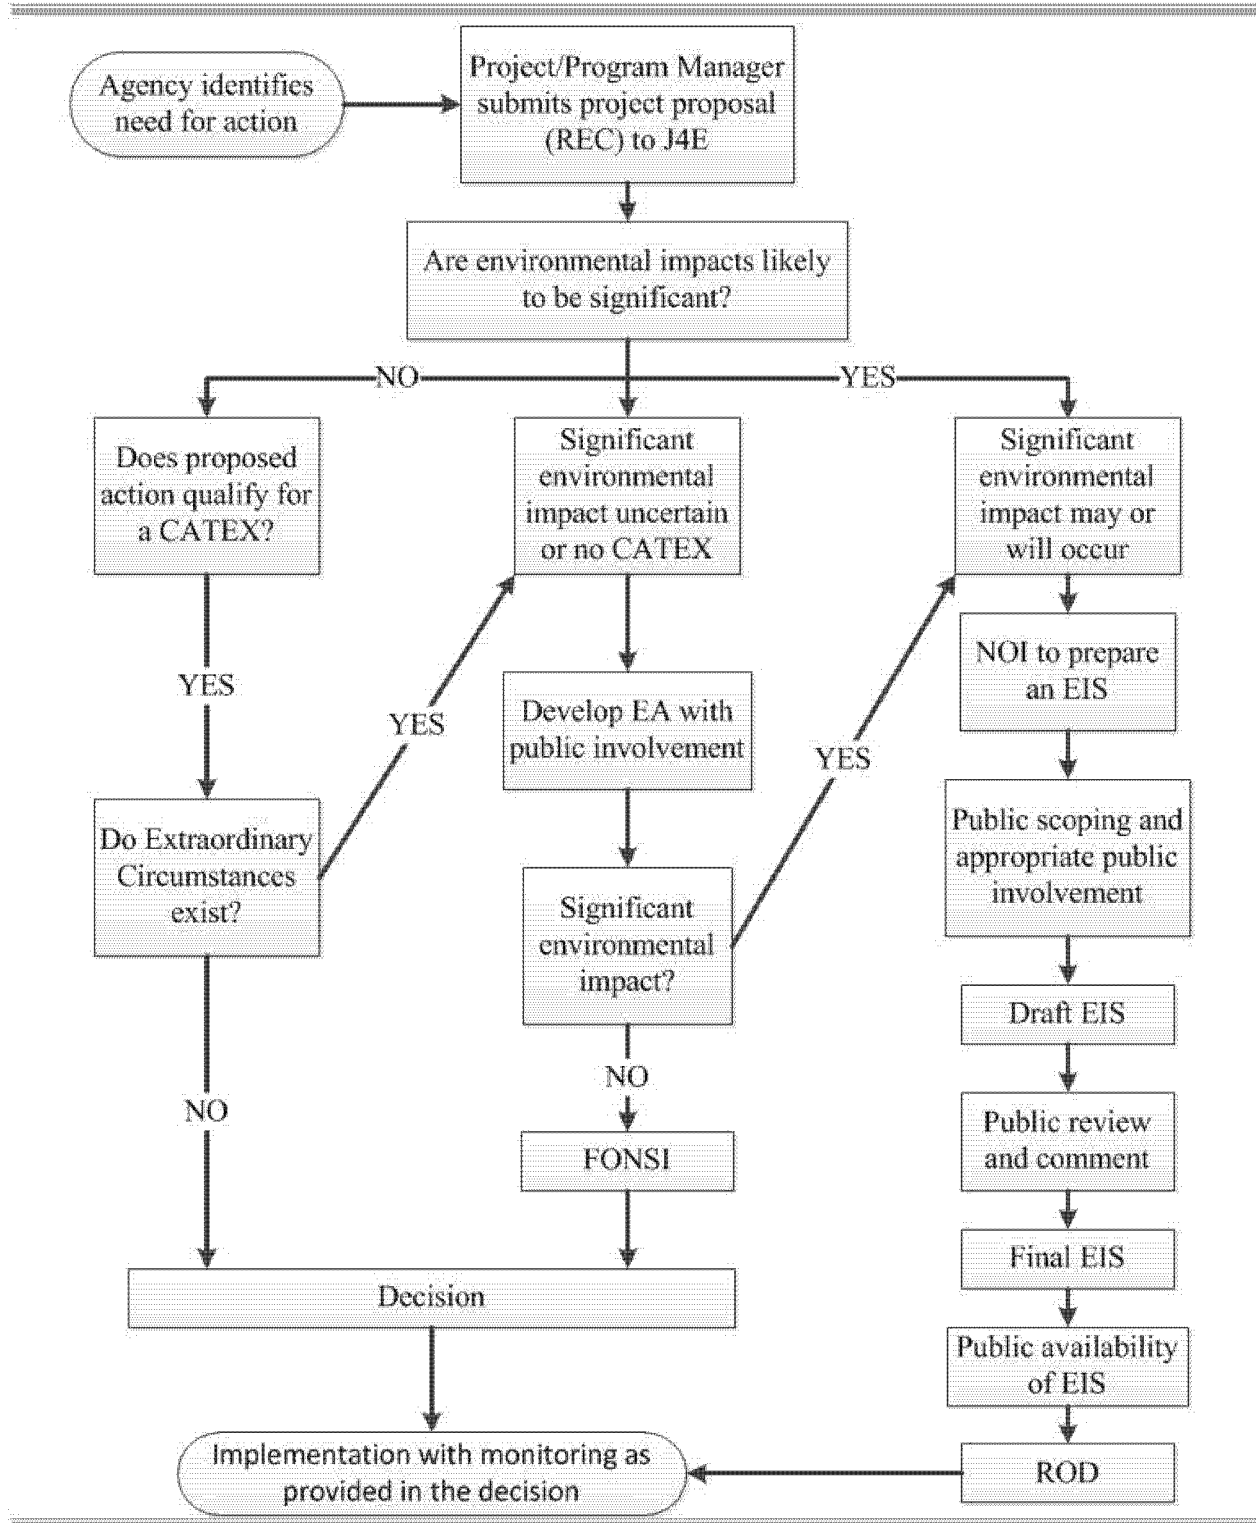 Agency identifies
need for action
Project/Program Manager
submits project proposal
(REC) to J4E
Are environmental impacts likely
to be significant?
NO
YES
Does proposed
action qualify for
a CATEX?
Significant
environmental
impact uncertain
or no CATEX
Significant
environmental
impact may or
will occur
YES
YES
YES
NOI to prepare
an EIS
Develop EA with
public involvement
Do Extraordinary
Circumstances
exist?
Public scoping and
appropriate public
involvement
Significant
environmental
impact?
Draft EIS
NO
NO
Public review
and comment
FONSI
Final EIS
Decision
Public availability
of EIS
Implementation with monitoring as
provided in the decision
ROD